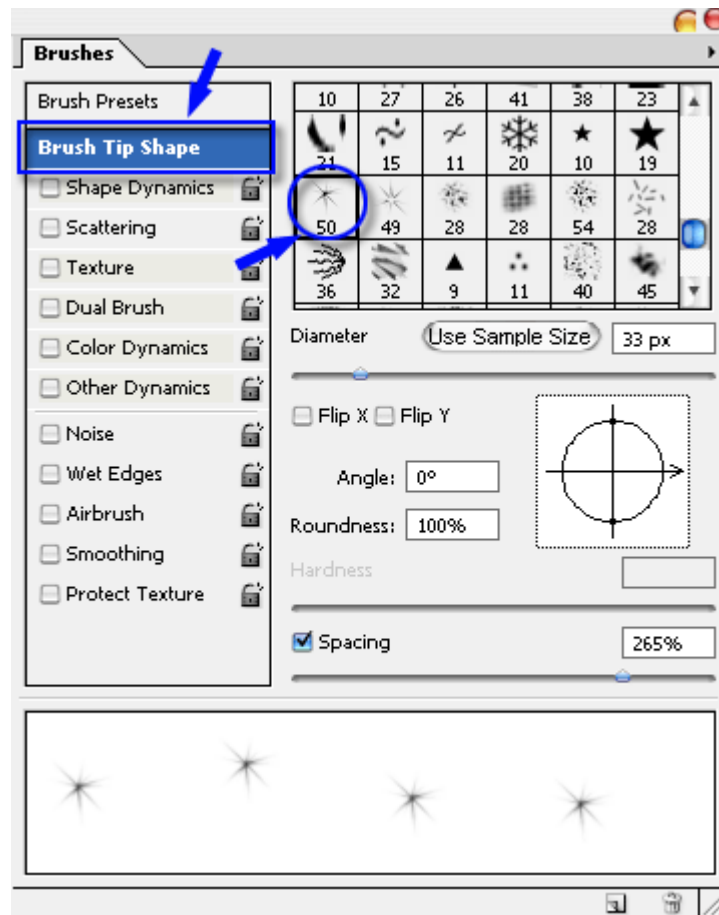 Brushes
Brush Presets
Brush Tip Shape
Shape Dynamics
Scattering
Texture
Dual Brush
Color Dynamics
Other Dynamics
Noise
Wet Edges
Airbrush
Smoothing
Protect Texture
10 27 26 41 38 23
21 15 11 20 10 19
50 49 28 28 54 28
36 32 9 11 40 45
Diameter Use Sample Size 33 px
Flip X Flip Y
Angle: 0°
Roundness: 100%
Hardness
Spacing 265%